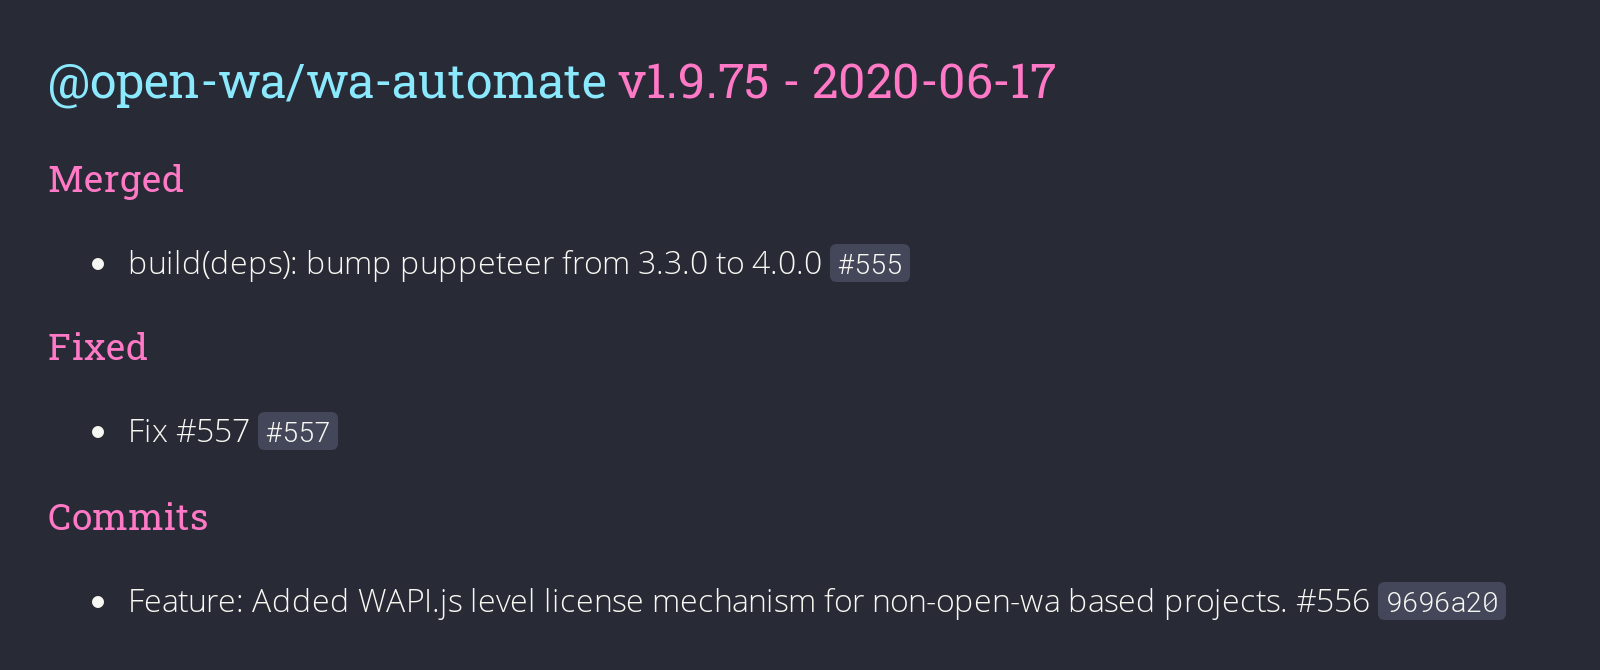 @open-wa/wa-automate v1.9.75 - 2020-06-17
Merged
build(deps): bump puppeteer from 3.3.0 to 4.0.0 #555
Fixed
Fix #557 #557
Commits
Feature: Added WAPI.js level license mechanism for non-open-wa based projects. #556 9696a20